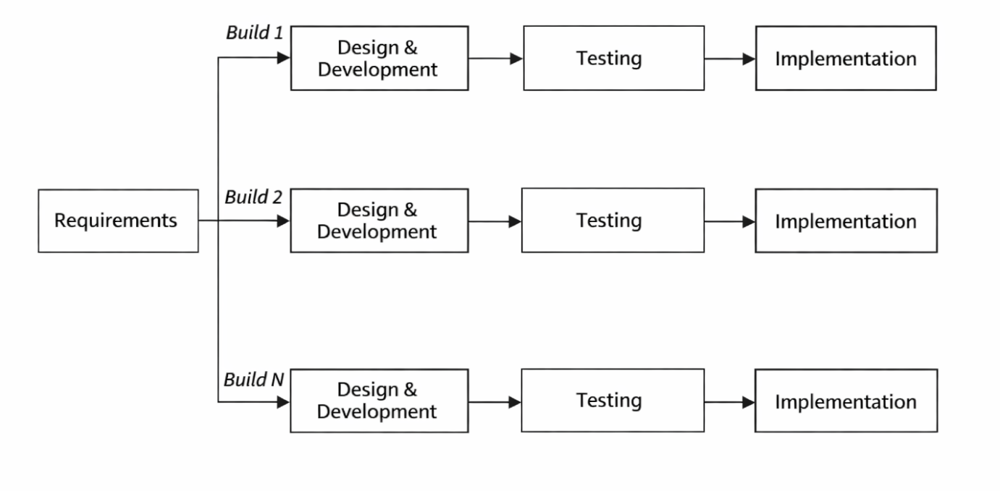 Build 1
Design &
Development
Testing
Implementation
Requirements
Build 2
Design &
Development
Testing
Implementation
Build N
Design &
Development
Testing
Implementation